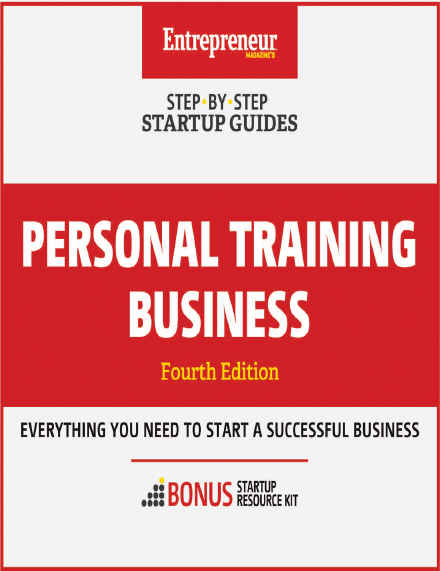 Entrepreneur
MAGAZINE'S
STEP•BY•STEP
STARTUP GUIDES
PERSONAL TRAINING
BUSINESS
Fourth Edition
EVERYTHING YOU NEED TO START A SUCCESSFUL BUSINESS
BONUS STARTUP
RESOURCE KIT